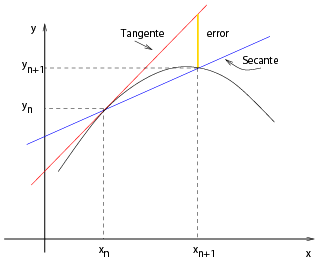 y
Tangente
error
Secante
yn+1
yn
xn
xn+1
x